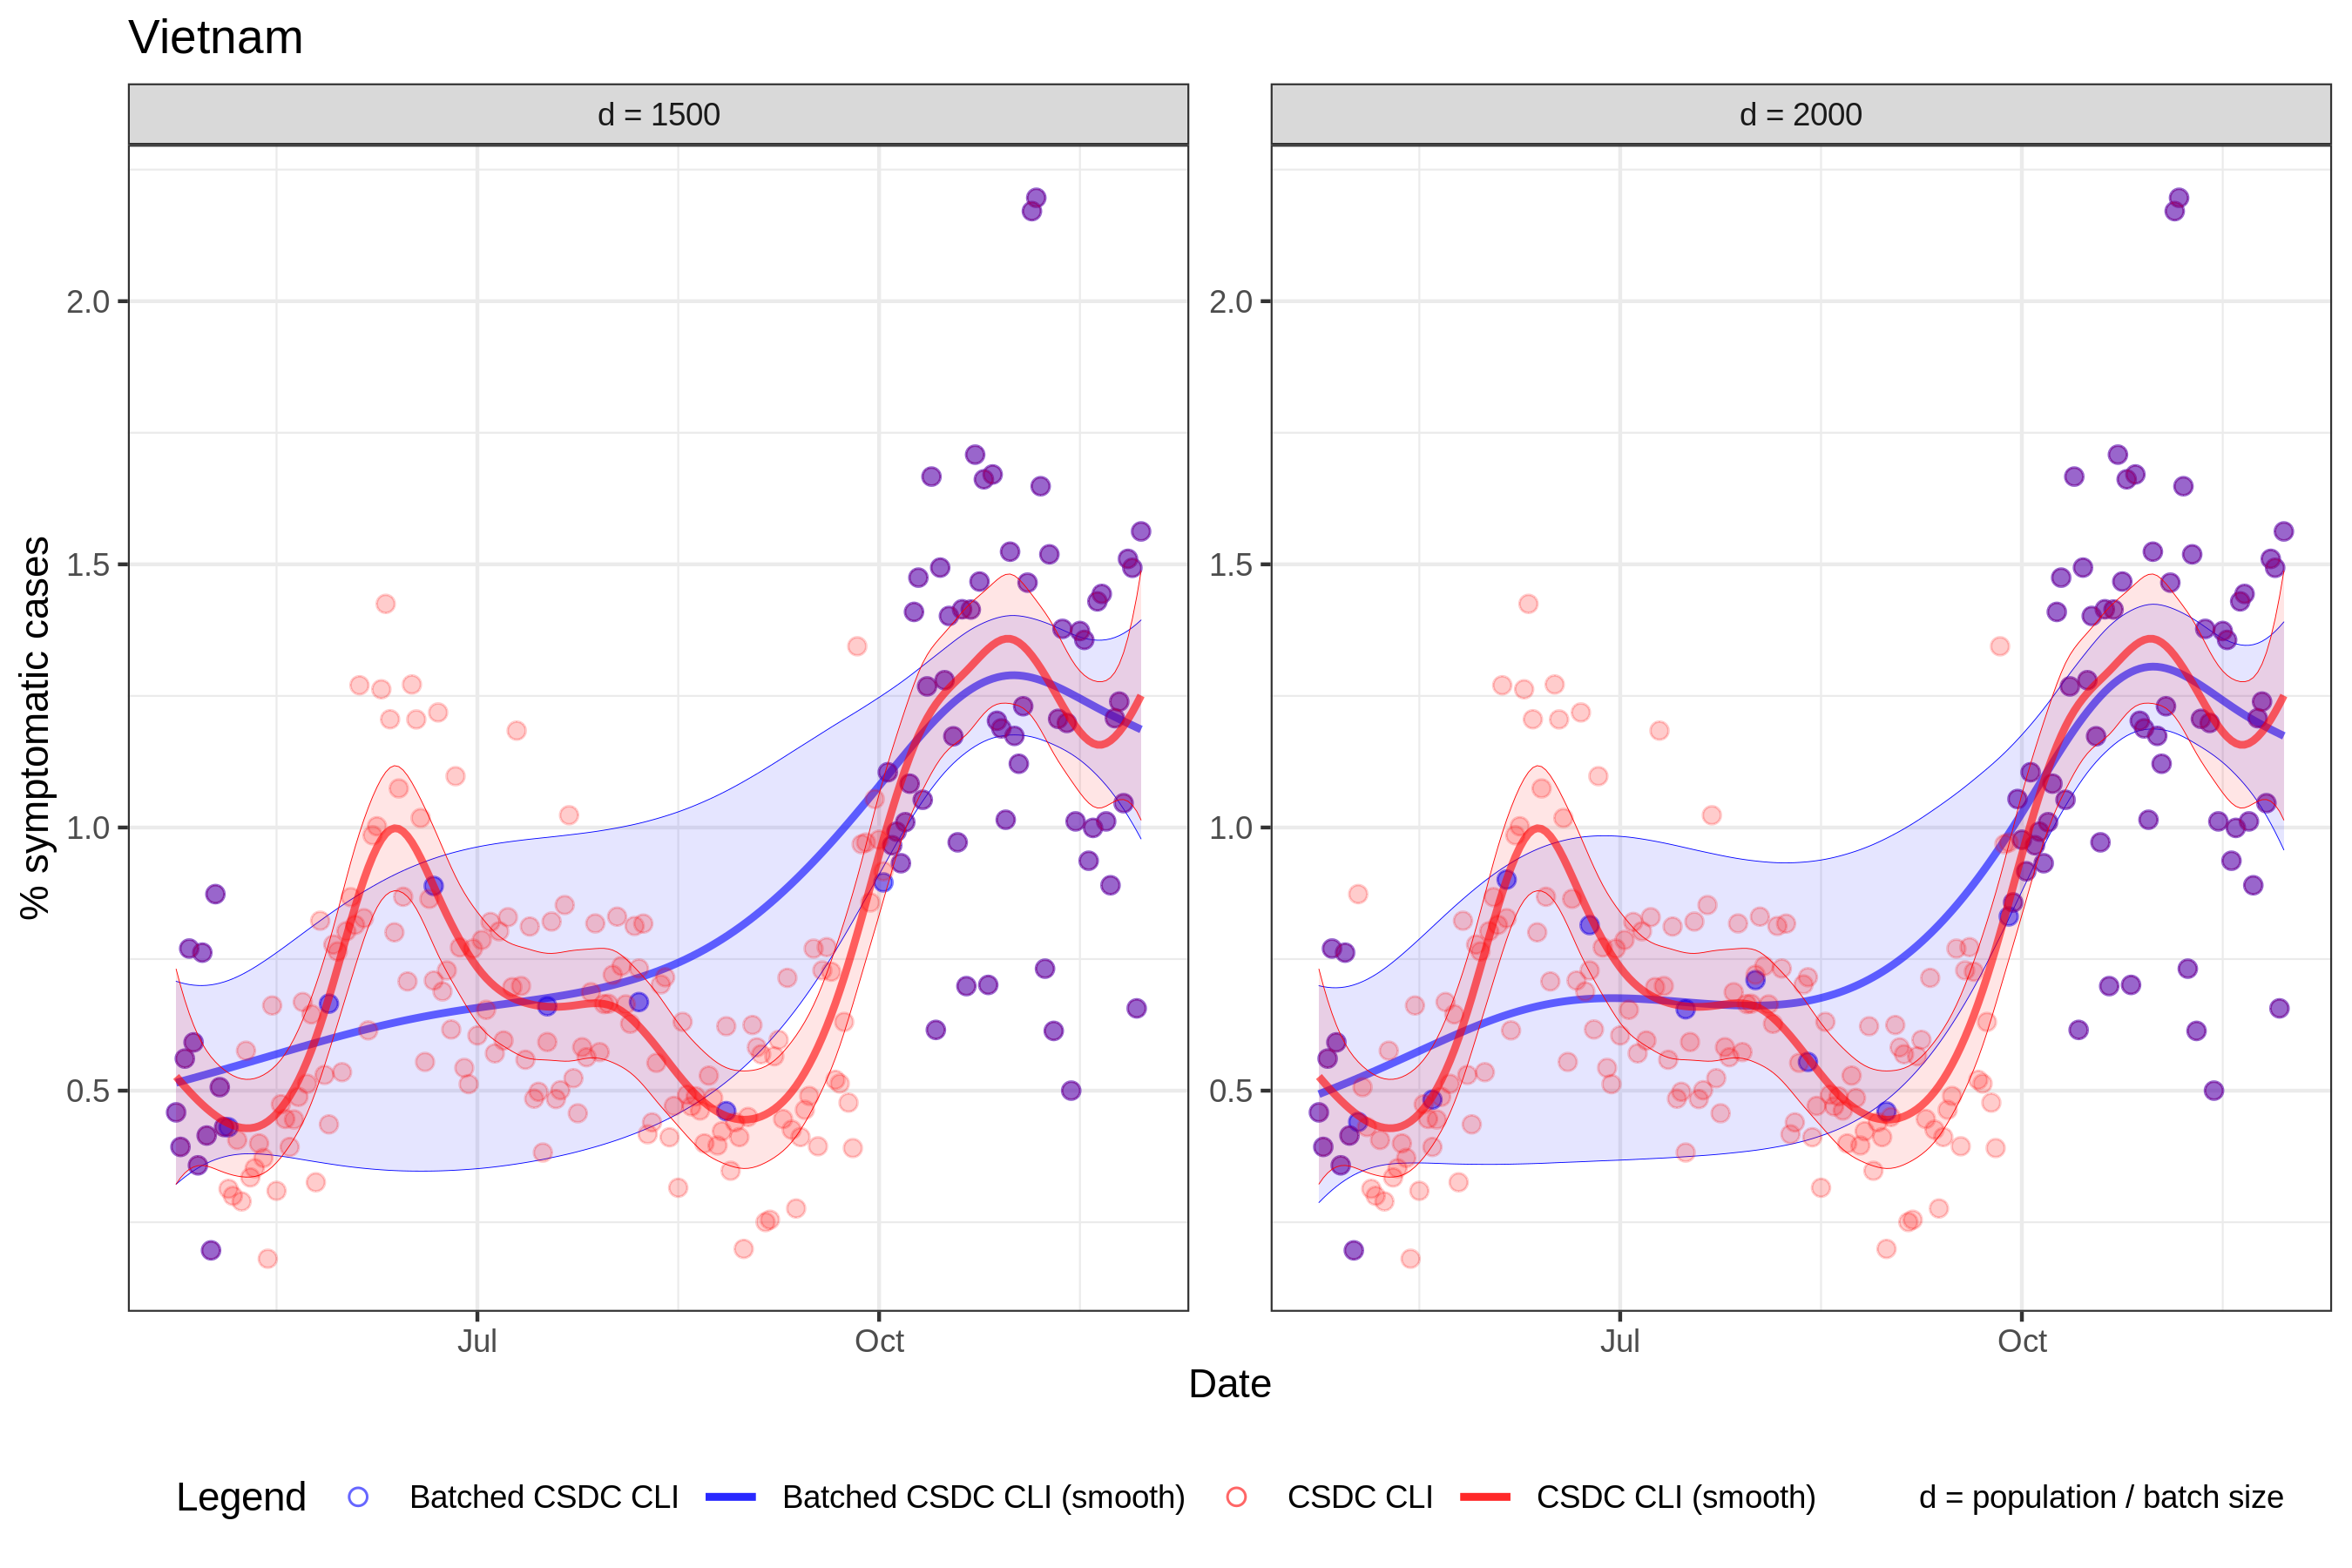 Vietnam
d = 1500
d = 2000
% symptomatic cases
2.0
1.5
1.0
0.5
2.0
1.5
1.0
0.5
Jul
Oct
Jul
Oct
Date
Legend
Batched CSDC CLI
Batched CSDC CLI (smooth)
CSDC CLI
CSDC CLI (smooth)
d = population / batch size